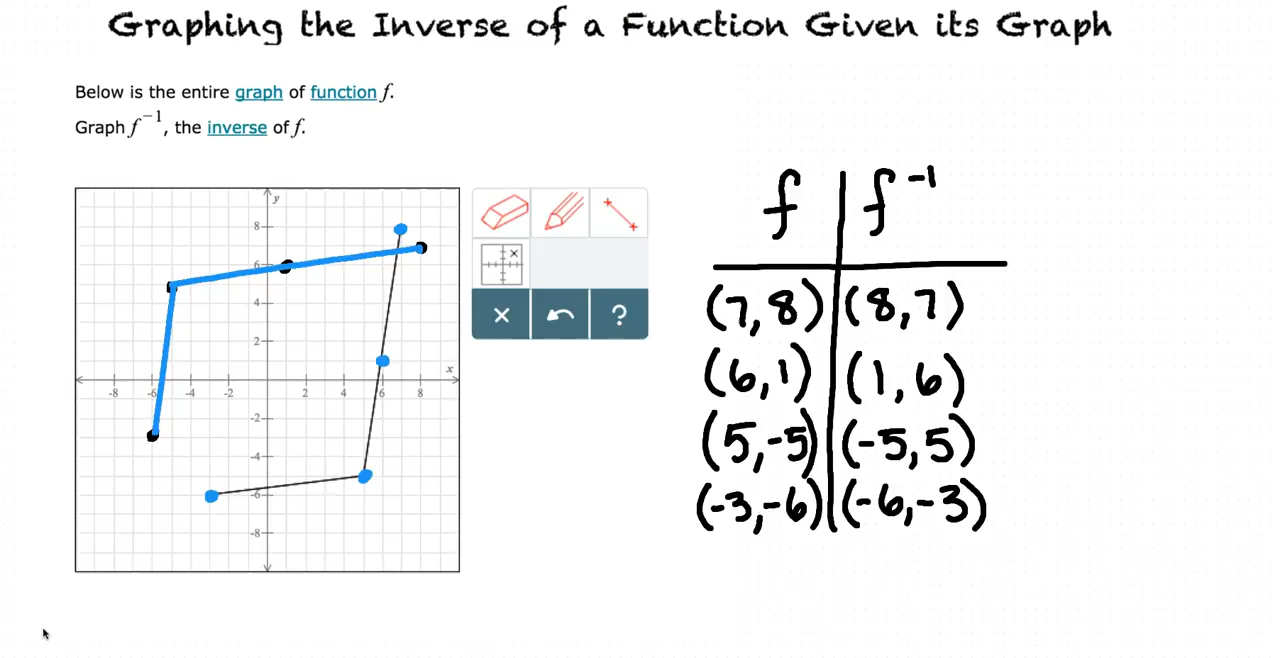 Graphing the Inverse of a Function Given its Graph
Below is the entire graph of function f.
Graph f⁻¹, the inverse of f.
y
8
6
4
2
x
-8 -6 -4 -2 2 4 6 8
-2
-4
-6
-8
×
?
f f⁻¹
(7,8) (8,7)
(6,1) (1,6)
(5,-5) (-5,5)
(-3,-6) (-6,-3)